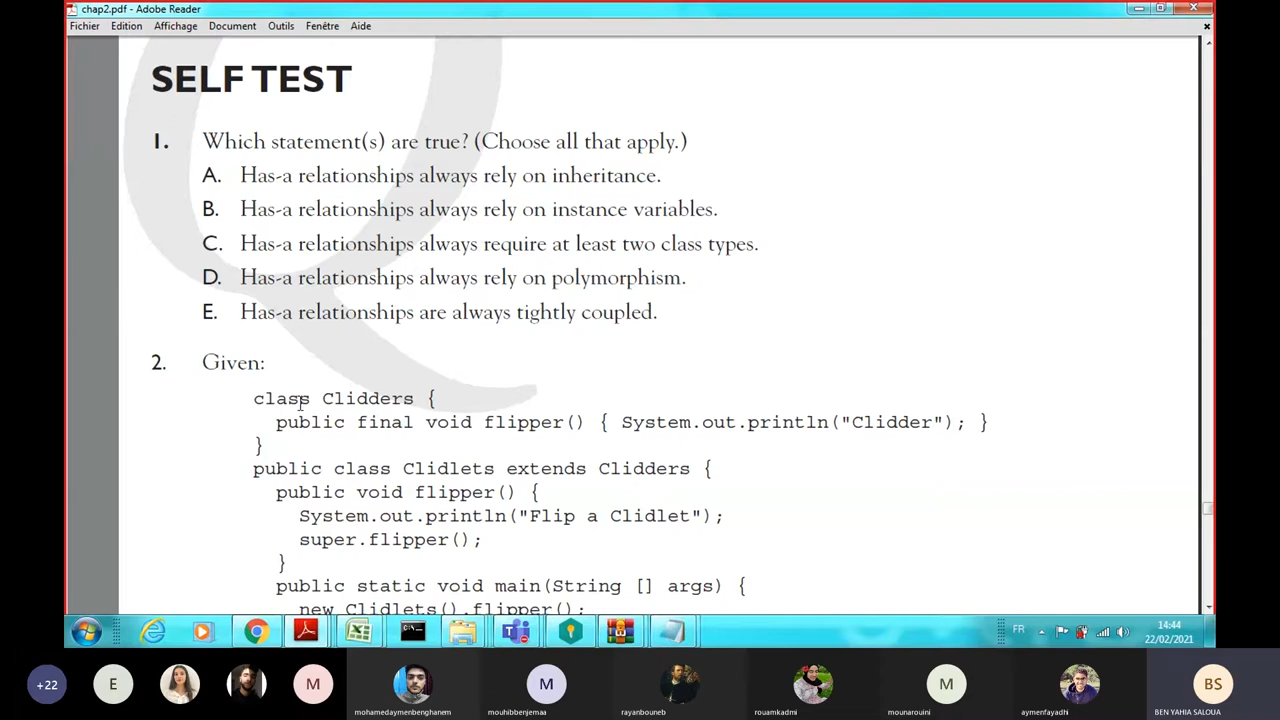 chap2.pdf - Adobe Reader
Fichier Edition Affichage Document Outils Fenêtre Aide
SELF TEST
1. Which statement(s) are true? (Choose all that apply.)
A. Has-a relationships always rely on inheritance.
B. Has-a relationships always rely on instance variables.
C. Has-a relationships always require at least two class types.
D. Has-a relationships always rely on polymorphism.
E. Has-a relationships are always tightly coupled.
2. Given:
class Clidders {
public final void flipper() { System.out.println("Clidder"); }
}
public class Clidlets extends Clidders {
public void flipper() {
System.out.println("Flip a Clidlet");
super.flipper();
}
public static void main(String [] args) {
new Clidlets().flipper();
FR
14:44
22/02/2021
+22 E M M M BS
mohamedaymenbenghanem mouhibbenjemaa rayanbouneb rouamkadmi mounarouini aymenfayadhi BEN YAHIA SALOUA